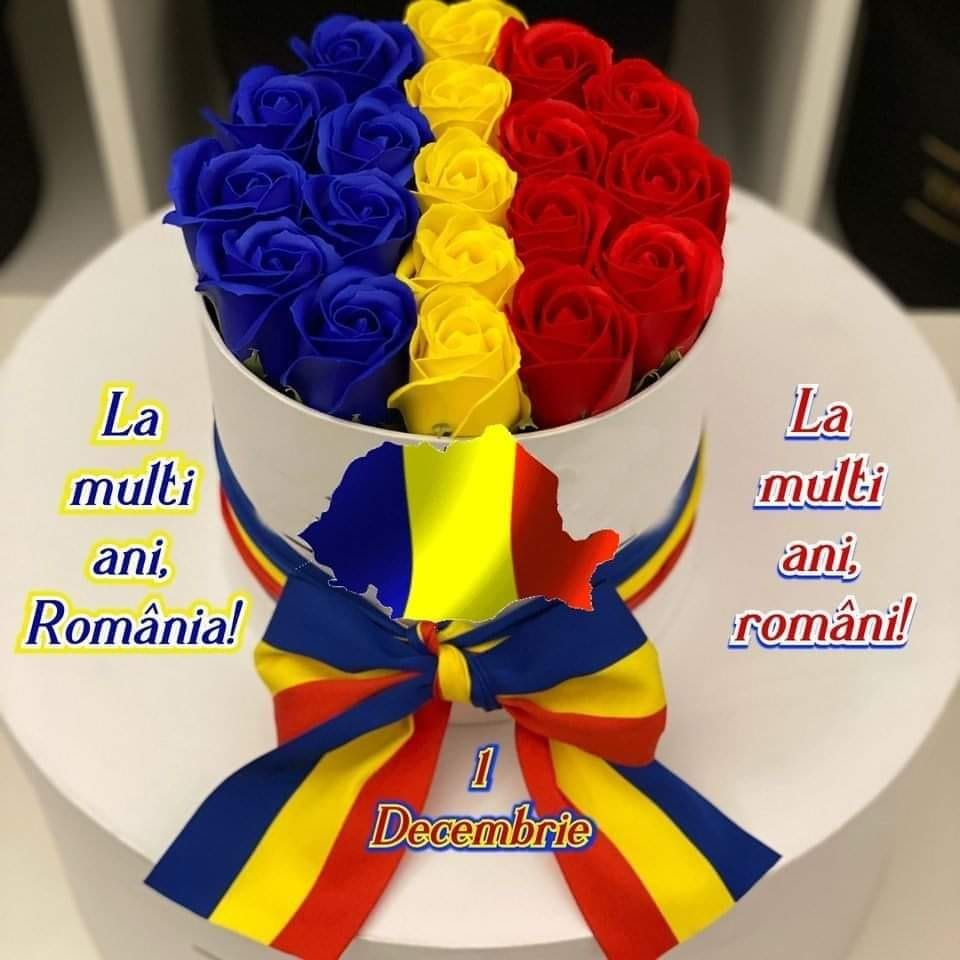 La
multi
ani,
România!
La
multi
ani,
români!
1
Decembrie